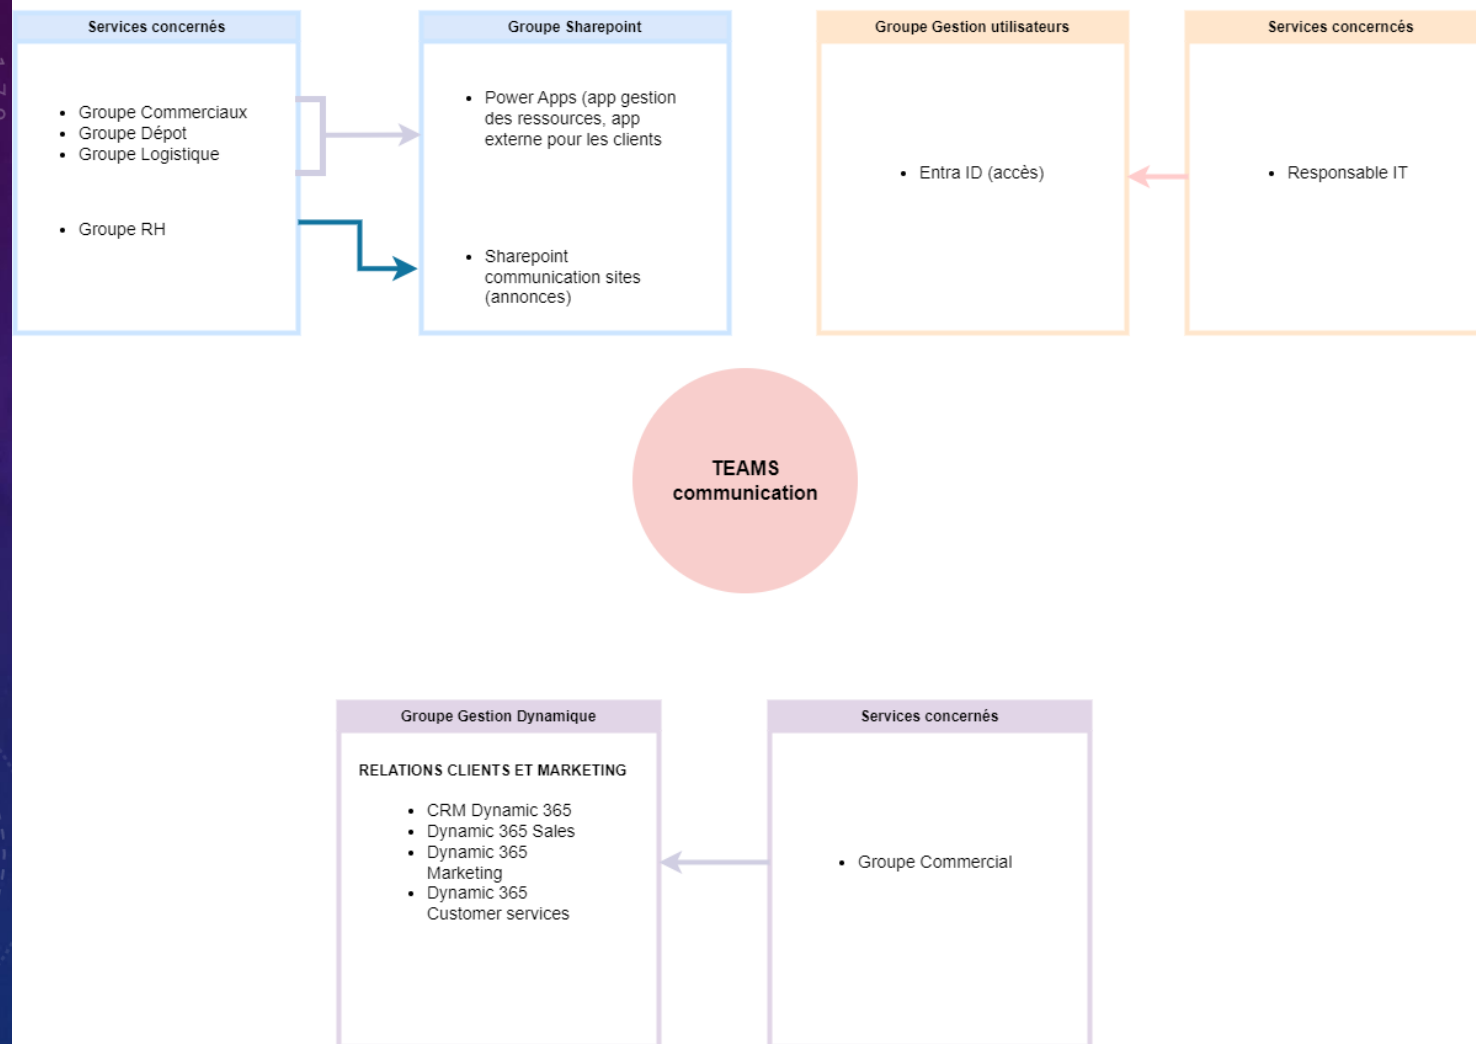 Services concernés
Groupe Commerciaux
Groupe Dépot
Groupe Logistique
Groupe RH
Groupe Sharepoint
Power Apps (app gestion
des ressources, app
externe pour les clients
Sharepoint
communication sites
(annonces)
Groupe Gestion utilisateurs
Entra ID (accès)
Services concerncés
Responsable IT
TEAMS
communication
Groupe Gestion Dynamique
RELATIONS CLIENTS ET MARKETING
CRM Dynamic 365
Dynamic 365 Sales
Dynamic 365
Marketing
Dynamic 365
Customer services
Services concernés
Groupe Commercial